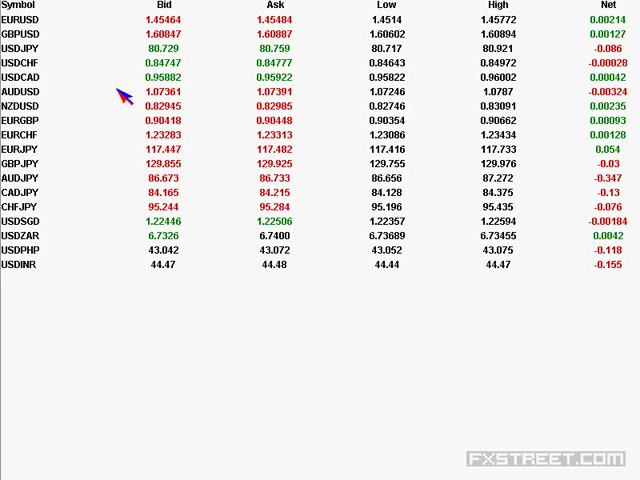 Symbol Bid Ask Low High Net
EURUSD 1.45464 1.45484 1.4514 1.45772 0.00214
GBPUSD 1.60847 1.60887 1.60602 1.60894 0.00127
USDJPY 80.729 80.759 80.717 80.921 -0.086
USDCHF 0.84747 0.84777 0.84643 0.84972 -0.00028
USDCAD 0.95882 0.95922 0.95822 0.96002 0.00042
AUDUSD 1.07361 1.07391 1.07246 1.0787 -0.00324
NZDUSD 0.82945 0.82985 0.82746 0.83091 0.00235
EURGBP 0.90418 0.90448 0.90354 0.90662 0.00093
EURCHF 1.23283 1.23313 1.23086 1.23434 0.00128
EURJPY 117.447 117.482 117.416 117.733 0.054
GBPJPY 129.855 129.925 129.755 129.976 -0.03
AUDJPY 86.673 86.733 86.656 87.272 -0.347
CADJPY 84.165 84.215 84.128 84.375 -0.13
CHFJPY 95.244 95.284 95.196 95.435 -0.076
USDSGD 1.22446 1.22506 1.22357 1.22594 -0.00184
USDZAR 6.7326 6.7400 6.73689 6.73455 0.0042
USDPHP 43.042 43.072 43.052 43.075 -0.118
USDINR 44.47 44.48 44.44 44.47 -0.155
FXSTREET.COM